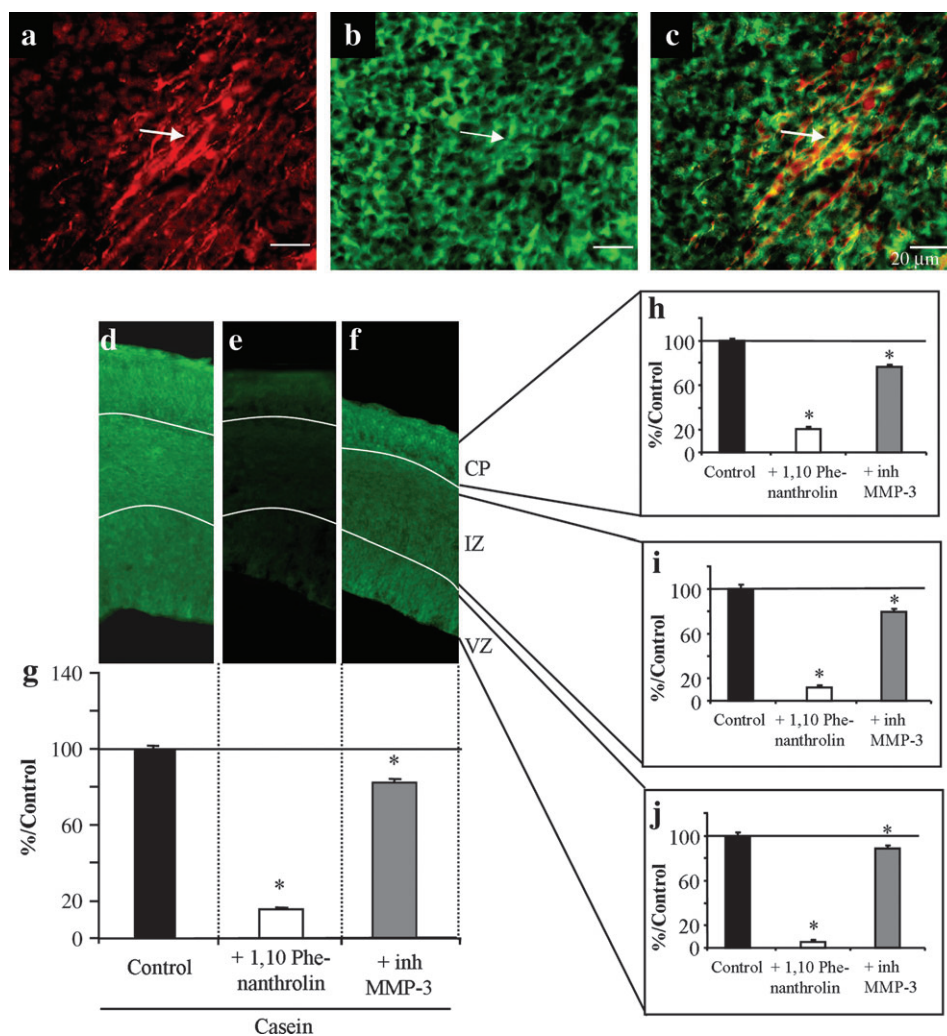 a
b
c
20 µm
d
e
f
CP
IZ
VZ
g
%/Control
140
100
60
20
0
Control
+ 1,10 Phe-
nanthrolin
+ inh
MMP-3
Casein
h
%/Control
100
60
20
0
*
*
Control
+ 1,10 Phe-
nanthrolin
+ inh
MMP-3
i
%/Control
100
60
20
0
*
*
Control
+ 1,10 Phe-
nanthrolin
+ inh
MMP-3
j
%/Control
100
60
20
0
*
*
Control
+ 1,10 Phe-
nanthrolin
+ inh
MMP-3
*
*